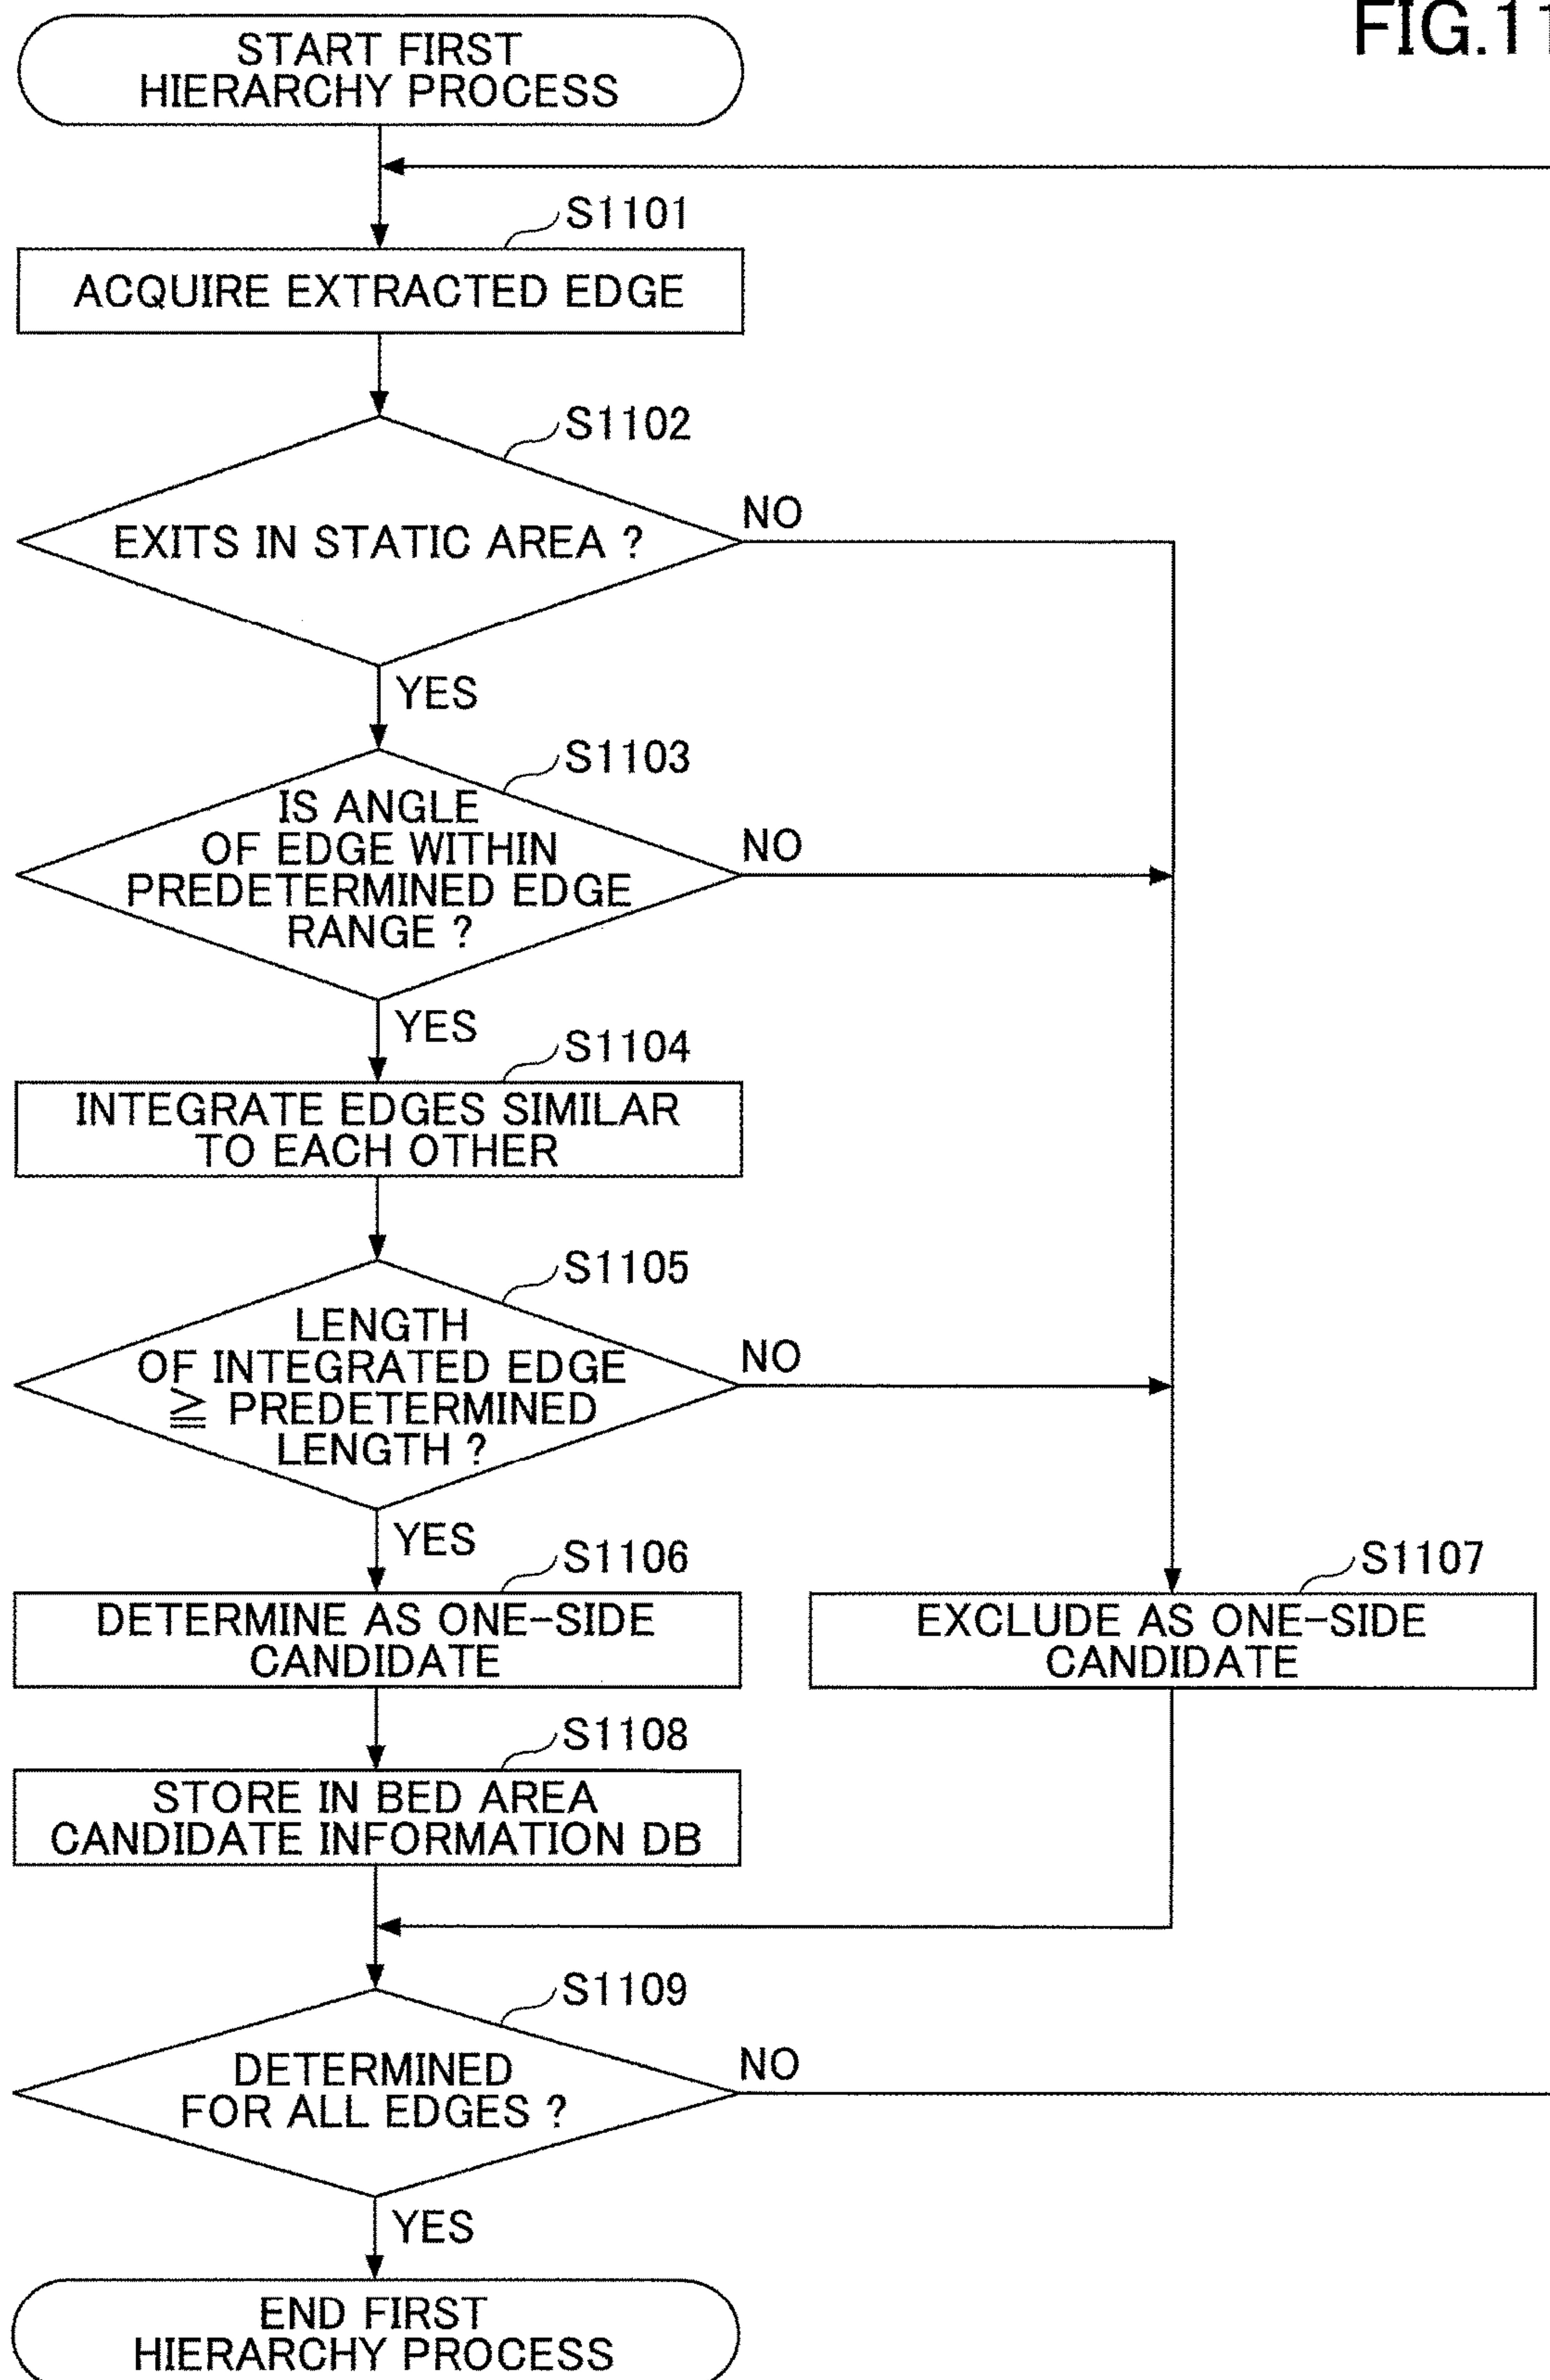 FIG.11
START FIRST
HIERARCHY PROCESS
S1101
ACQUIRE EXTRACTED EDGE
S1102
EXITS IN STATIC AREA ?
NO
YES
S1103
IS ANGLE
OF EDGE WITHIN
PREDETERMINED EDGE
RANGE ?
NO
YES
S1104
INTEGRATE EDGES SIMILAR
TO EACH OTHER
S1105
LENGTH
OF INTEGRATED EDGE
≧ PREDETERMINED
LENGTH ?
NO
YES
S1106
DETERMINE AS ONE-SIDE
CANDIDATE
S1107
EXCLUDE AS ONE-SIDE
CANDIDATE
S1108
STORE IN BED AREA
CANDIDATE INFORMATION DB
S1109
DETERMINED
FOR ALL EDGES ?
NO
YES
END FIRST
HIERARCHY PROCESS